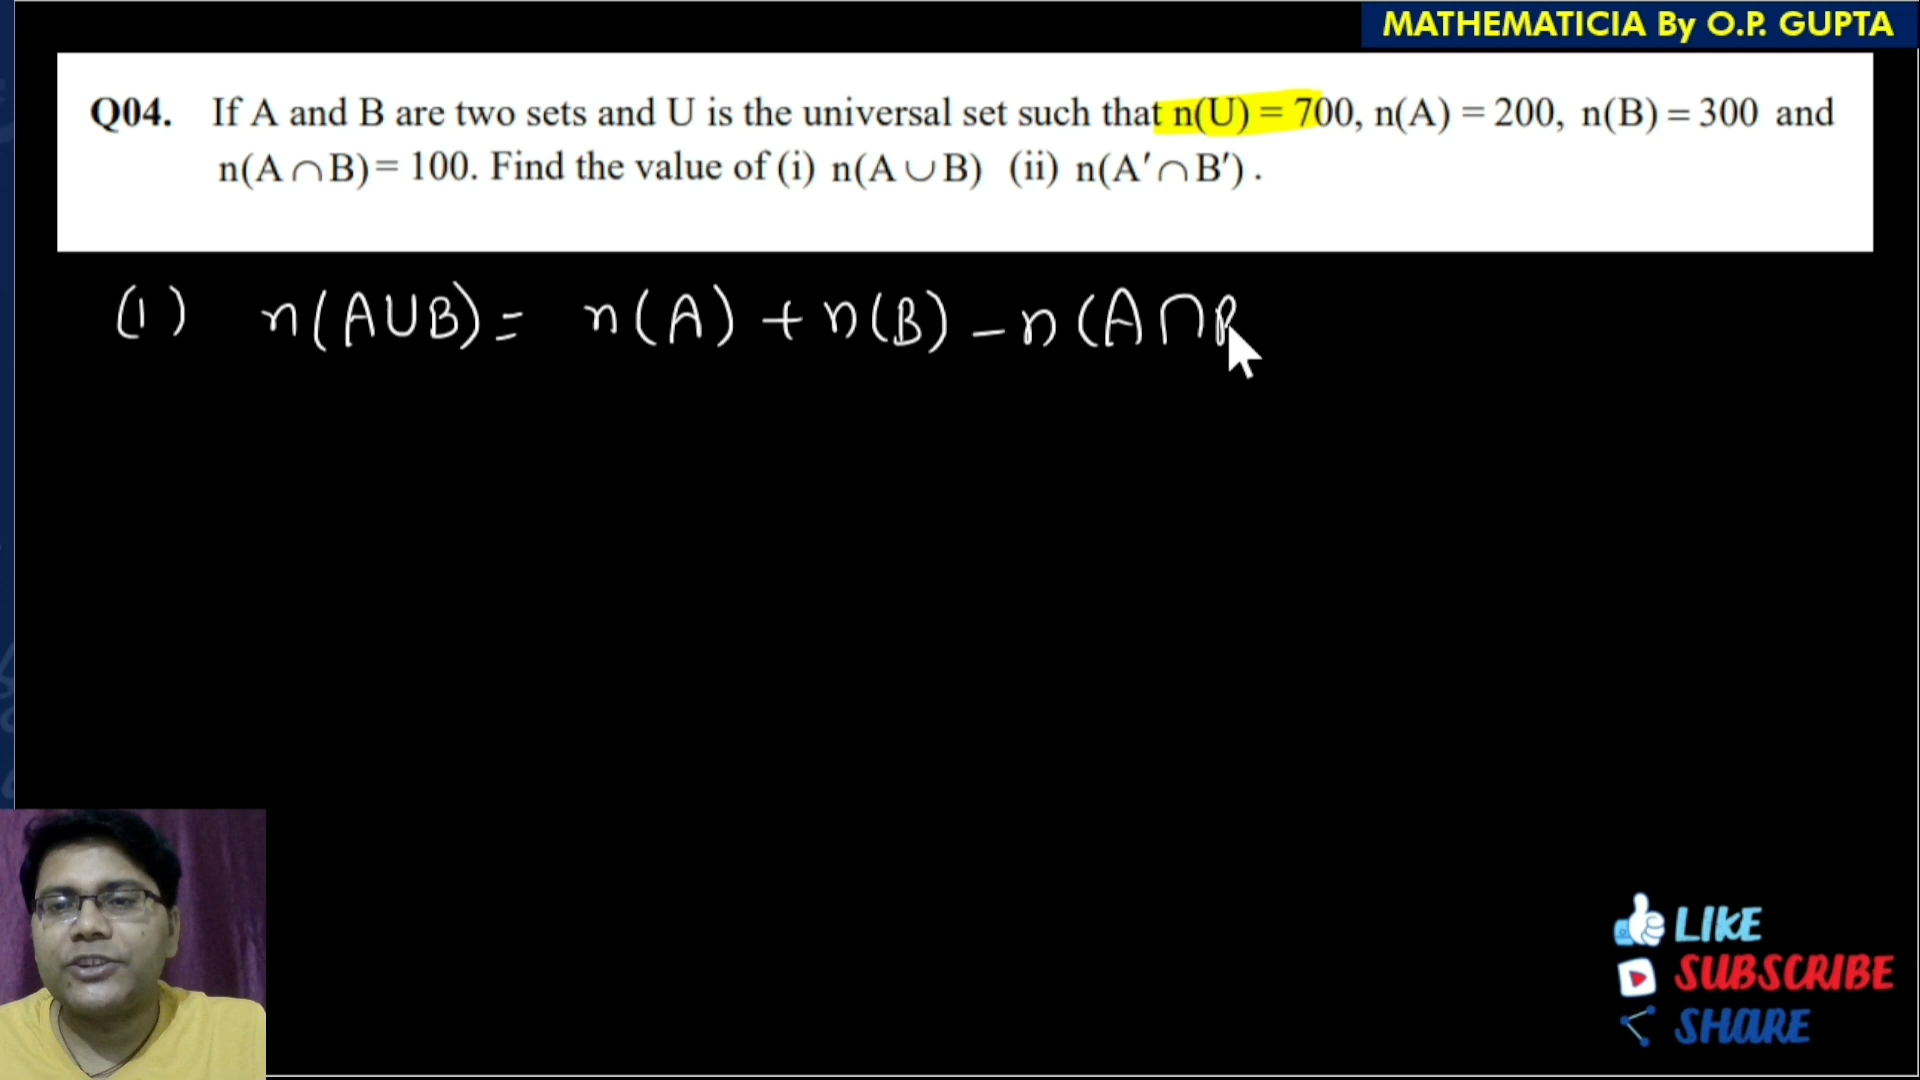 MATHEMATICIA By O.P. GUPTA
Q04. If A and B are two sets and U is the universal set such that n(U) = 700, n(A) = 200, n(B) = 300 and
n(A∩B) = 100. Find the value of (i) n(A∪B) (ii) n(A′∩B′).
(1) n(A∪B) = n(A) + n(B) – n(A∩B
LIKE
SUBSCRIBE
SHARE